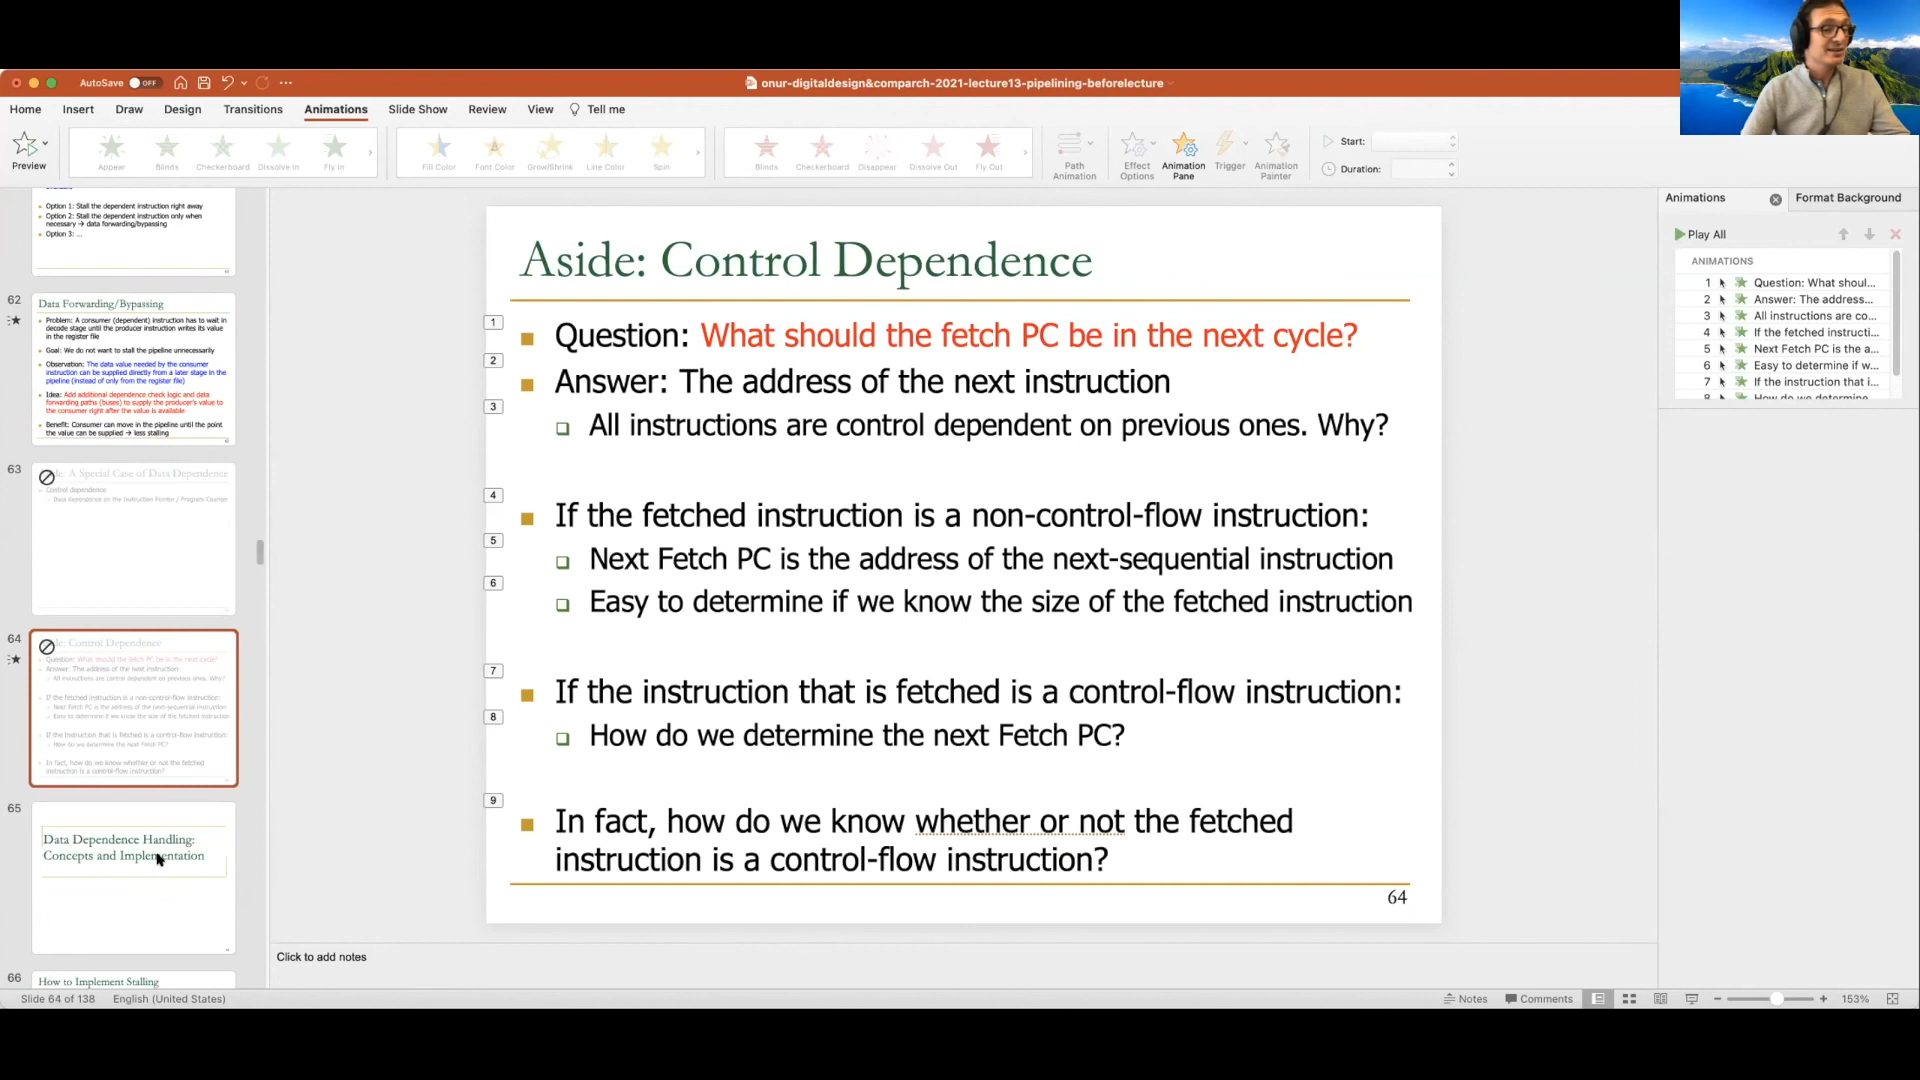 AutoSave OFF
onur-digitaldesign&comparch-2021-lecture13-pipelining-beforelecture
Home Insert Draw Design Transitions Animations Slide Show Review View Tell me
Preview
Appear Blinds Checkerboard Dissolve In Fly In
Fill Color Font Color Grow/Shrink Line Color Spin
Blinds Checkerboard Disappear Dissolve Out Fly Out
Path Animation
Effect Options
Animation Pane
Trigger
Animation Painter
Start:
Duration:
Option 1: Stall the dependent instruction right away
Option 2: Stall the dependent instruction only when
necessary → data forwarding/bypassing
Option 3: ...
62
Data Forwarding/Bypassing
Problem: A consumer (dependent) instruction has to wait in
decode stage until the producer instruction writes its value
in the register file
Goal: We do not want to stall the pipeline unnecessarily
Observation: The data value needed by the consumer
instruction can be supplied directly from a later stage in the
pipeline (instead of only from the register file)
Idea: Add additional dependence check logic and data
forwarding paths (buses) to supply the producer's value to
the consumer right after the value is available
Benefit: Consumer can move in the pipeline until the point
the value can be supplied → less stalling
63
A Special Case of Data Dependence
Control dependence
Data dependence on the Instruction Pointer / Program Counter
64
Control Dependence
Question: What should the fetch PC be in the next cycle?
Answer: The address of the next instruction
All instructions are control dependent on previous ones. Why?
If the fetched instruction is a non-control-flow instruction:
Next Fetch PC is the address of the next-sequential instruction
Easy to determine if we know the size of the fetched instruction
If the instruction that is fetched is a control-flow instruction:
How do we determine the next Fetch PC?
In fact, how do we know whether or not the fetched
instruction is a control-flow instruction?
65
Data Dependence Handling:
Concepts and Implementation
66
How to Implement Stalling
Aside: Control Dependence
1
Question: What should the fetch PC be in the next cycle?
2
Answer: The address of the next instruction
3
All instructions are control dependent on previous ones. Why?
4
If the fetched instruction is a non-control-flow instruction:
5
Next Fetch PC is the address of the next-sequential instruction
6
Easy to determine if we know the size of the fetched instruction
7
If the instruction that is fetched is a control-flow instruction:
8
How do we determine the next Fetch PC?
9
In fact, how do we know whether or not the fetched
instruction is a control-flow instruction?
64
Animations Format Background
Play All
ANIMATIONS
1 Question: What shoul...
2 Answer: The address...
3 All instructions are co...
4 If the fetched instructi...
5 Next Fetch PC is the a...
6 Easy to determine if w...
7 If the instruction that i...
8 How do we determine
Click to add notes
Slide 64 of 138 English (United States)
Notes Comments 153%